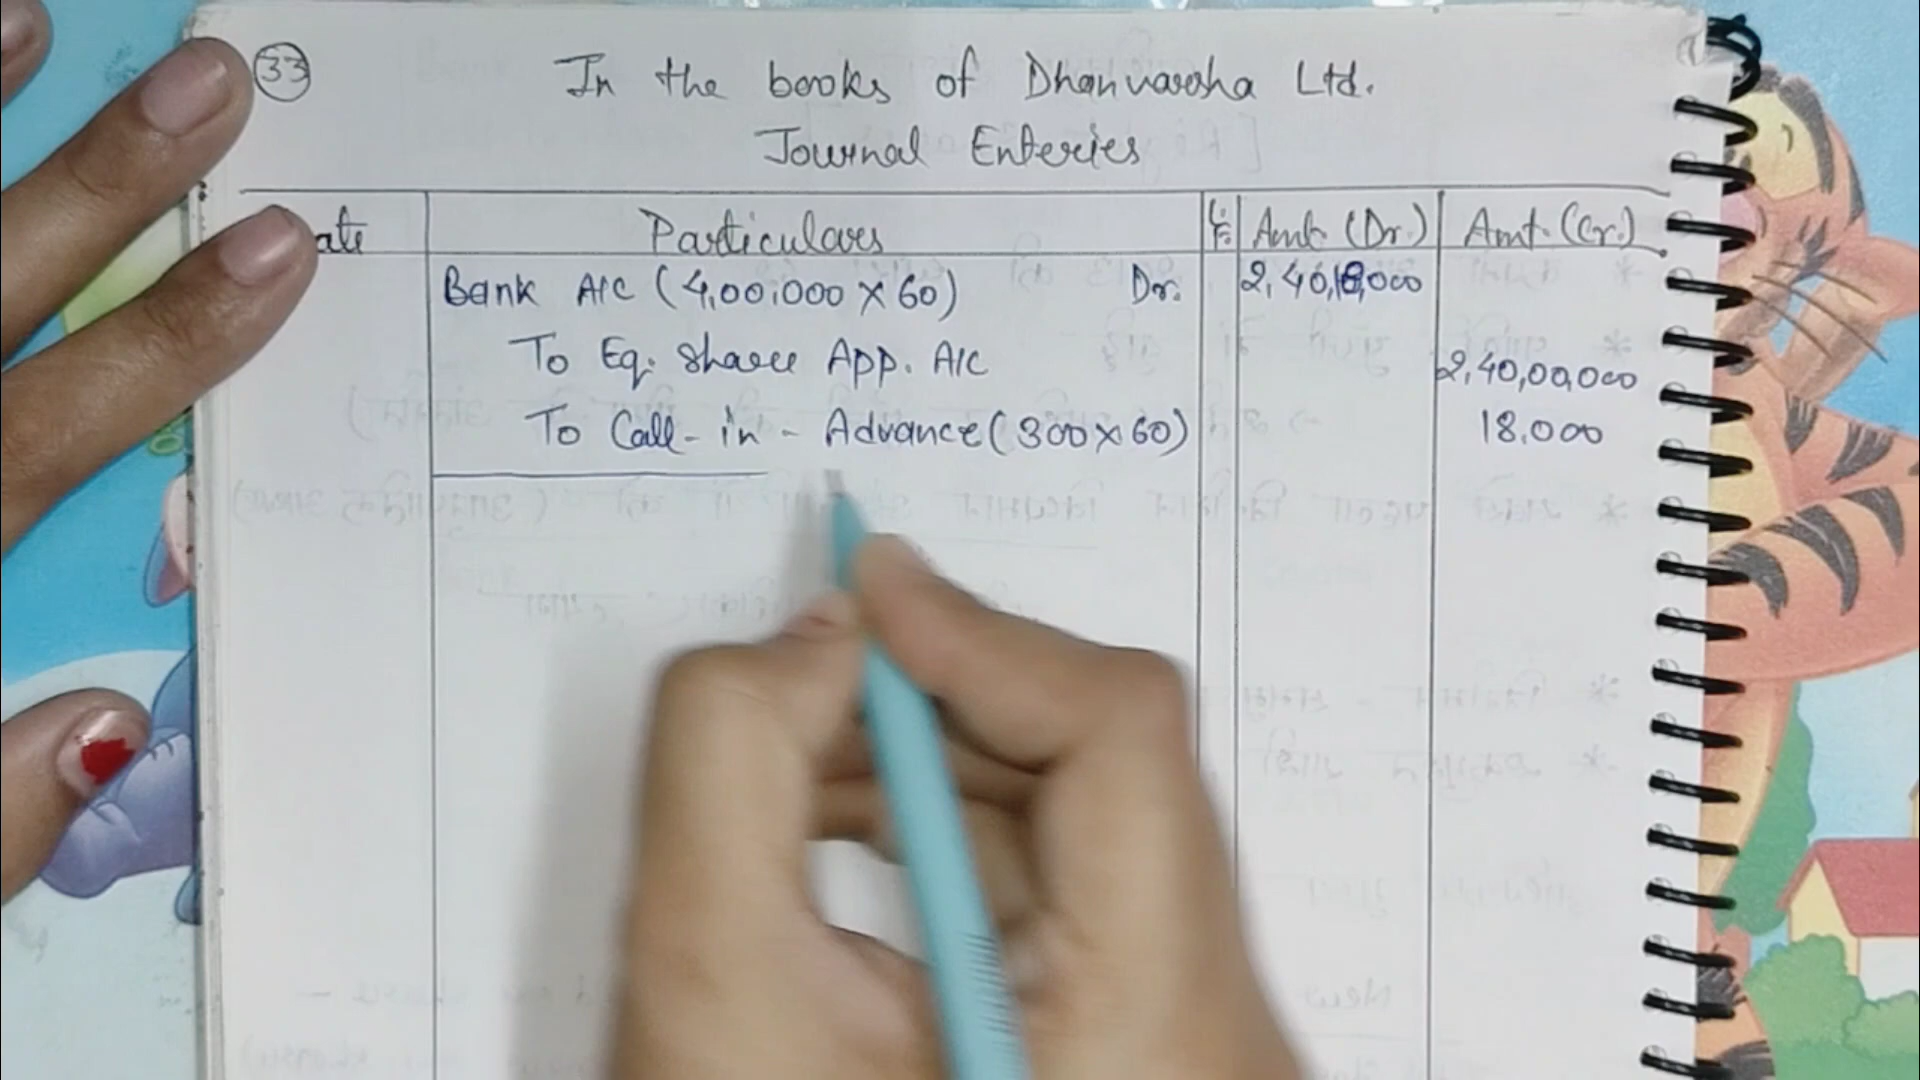 33
In the books of Dhanvarsha Ltd.
Journal Enteries
ate Particulars L.F. Amt (Dr.) Amt. (Cr.)
Bank A/C (4,00,000 × 60) Dr. 2,40,18,000
To Eq. Share App. A/C 2,40,00,000
To Call-in-Advance (300×60) 18,000